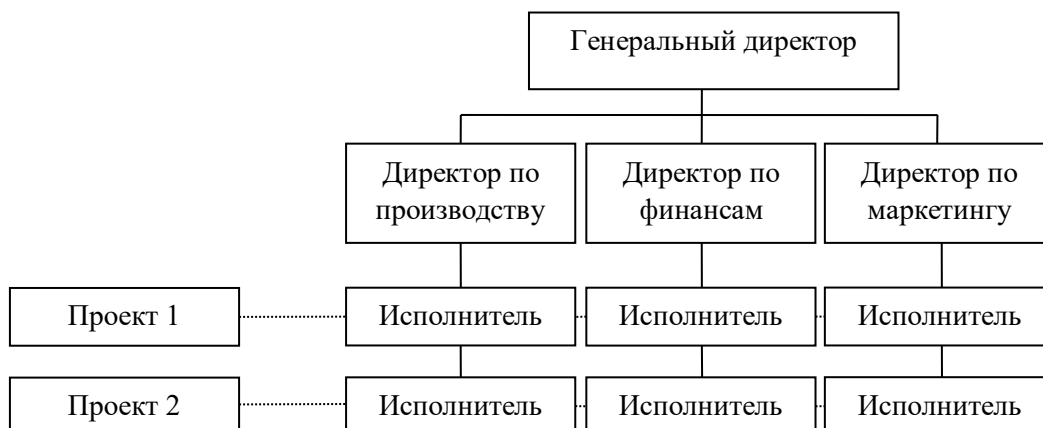 Генеральный директор
Директор по
производству
Директор по
финансам
Директор по
маркетингу
Проект 1
Исполнитель
Исполнитель
Исполнитель
Проект 2
Исполнитель
Исполнитель
Исполнитель